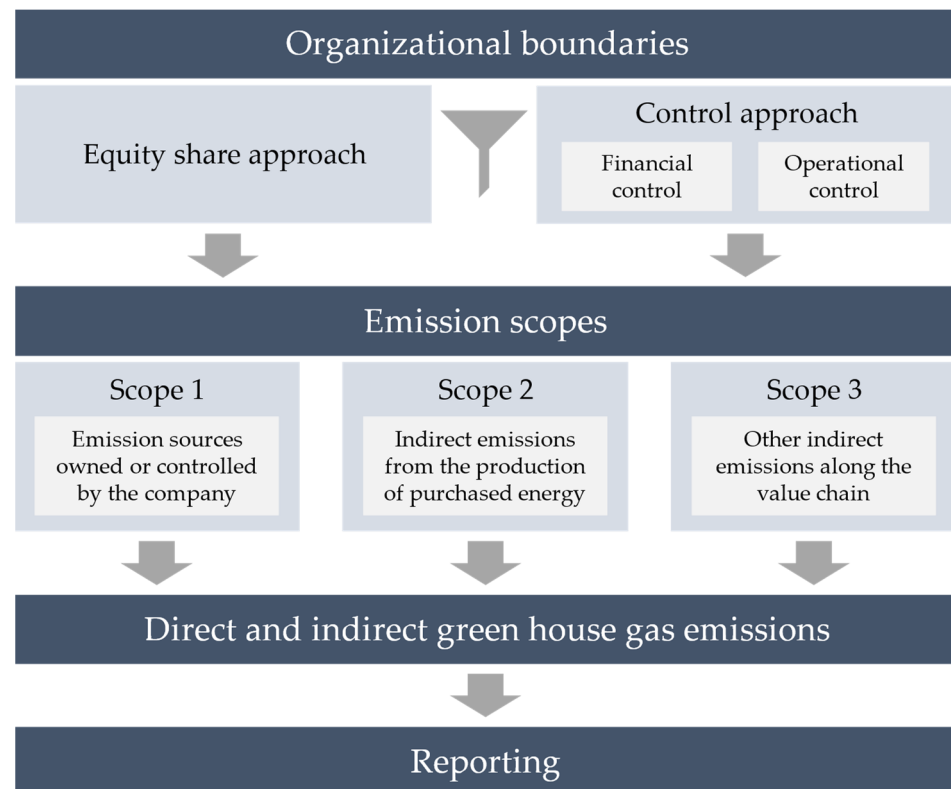 Organizational boundaries
Equity share approach
Control approach
Financial
control
Operational
control
Emission scopes
Scope 1
Emission sources
owned or controlled
by the company
Scope 2
Indirect emissions
from the production
of purchased energy
Scope 3
Other indirect
emissions along the
value chain
Direct and indirect green house gas emissions
Reporting